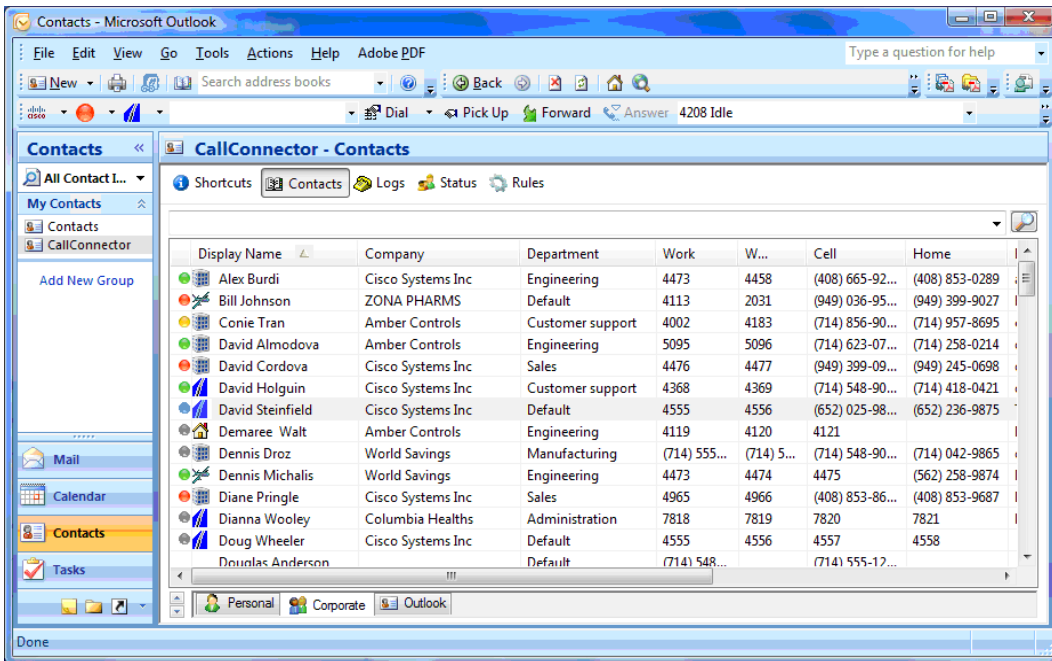 Contacts - Microsoft Outlook
File Edit View Go Tools Actions Help Adobe PDF Type a question for help
New Search address books Back
cisco Dial Pick Up Forward Answer 4208 Idle
Contacts « CallConnector - Contacts
All Contact I... Shortcuts Contacts Logs Status Rules
My Contacts
Contacts
CallConnector
Add New Group
Display Name Company Department Work W... Cell Home
Alex Burdi Cisco Systems Inc Engineering 4473 4458 (408) 665-92... (408) 853-0289
Bill Johnson ZONA PHARMS Default 4113 2031 (949) 036-95... (949) 399-9027
Conie Tran Amber Controls Customer support 4002 4183 (714) 856-90... (714) 957-8695
David Almodova Amber Controls Engineering 5095 5096 (714) 623-07... (714) 258-0214
David Cordova Cisco Systems Inc Sales 4476 4477 (949) 399-09... (949) 245-0698
David Holguin Cisco Systems Inc Customer support 4368 4369 (714) 548-90... (714) 418-0421
David Steinfield Cisco Systems Inc Default 4555 4556 (652) 025-98... (652) 236-9875
Demaree Walt Amber Controls Engineering 4119 4120 4121
Dennis Droz World Savings Manufacturing (714) 555... (714) 5... (714) 548-90... (714) 042-9865
Dennis Michalis World Savings Engineering 4473 4474 4475 (562) 258-9874
Diane Pringle Cisco Systems Inc Sales 4965 4966 (408) 853-86... (408) 853-9687
Dianna Wooley Columbia Healths Administration 7818 7819 7820 7821
Doug Wheeler Cisco Systems Inc Default 4555 4556 4557 4558
Douglas Anderson Default (714) 548... (714) 555-12...
Mail
Calendar
Contacts
Tasks
Personal Corporate Outlook
Done